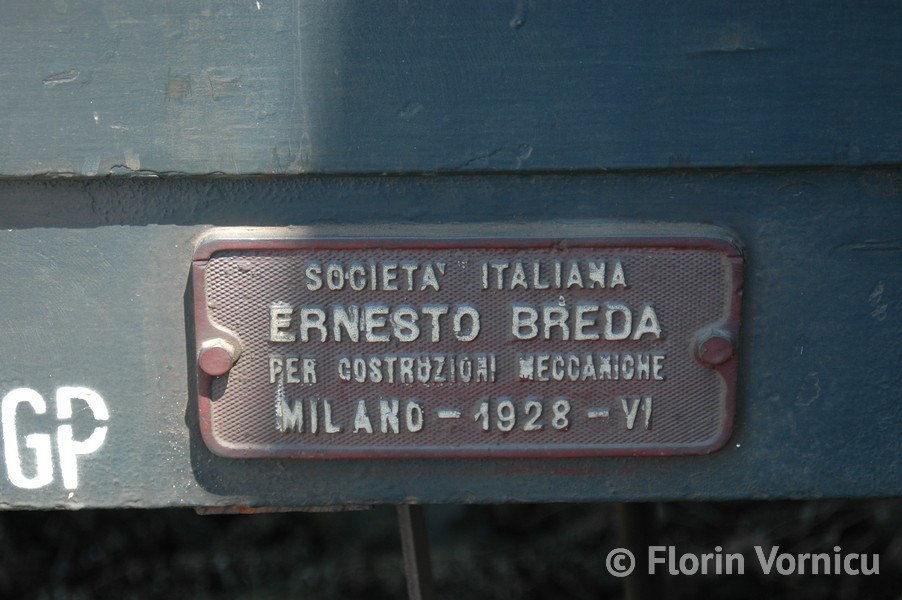 SOCIETA' ITALIANA
ERNESTO BREDA
PER COSTRUZIONI MECCANICHE
MILANO - 1928 - VI
GP
© Florin Vornicu